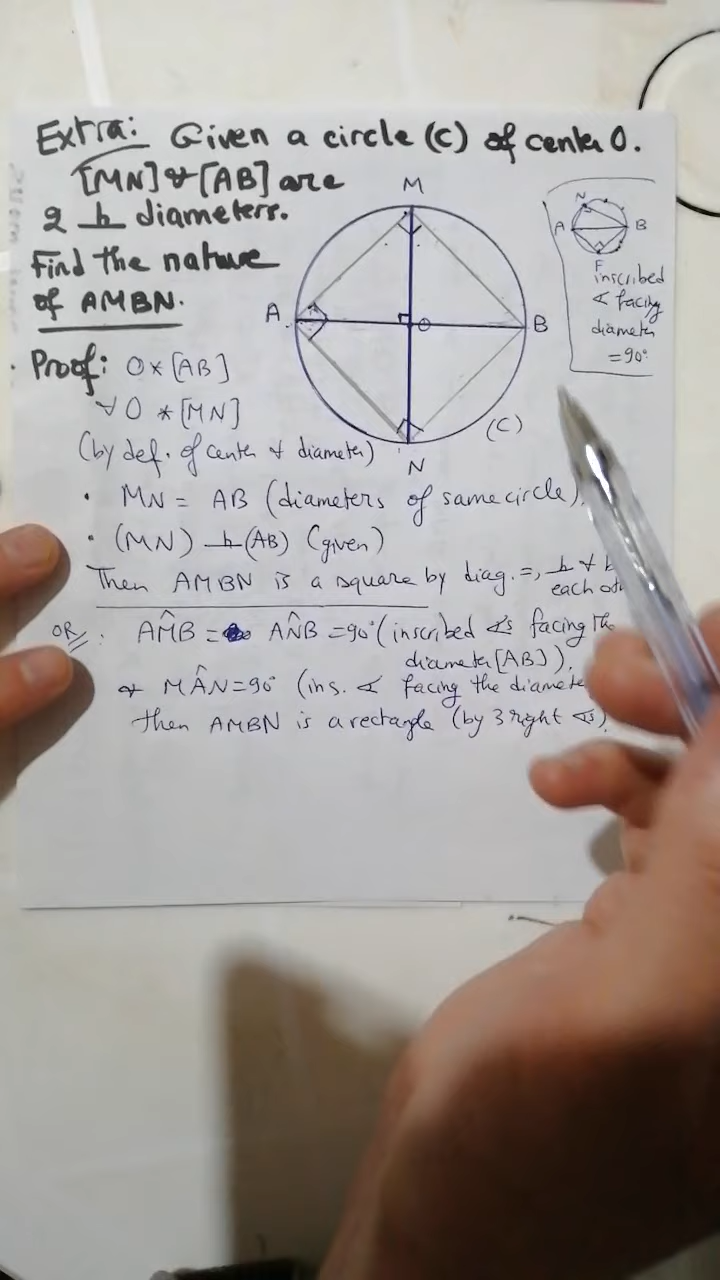 Extra: Given a circle (C) of center O.
[MN] & [AB] are
2 ⊥ diameters.
Find the nature
of AMBN.
M
A
O
B
N
(C)
N
A
B
F
inscribed
∢ facing
diameter
= 90°
Proof: O * [AB]
& O * [MN]
(by def. of center & diameter)
• MN = AB (diameters of same circle).
• (MN) ⊥ (AB) (given)
Then AMBN is a square by diag. =, ⊥ &
each
OR • AM̂B = AN̂B = 90° (inscribed ∢s facing the
diameter [AB]),
& MÂN = 90° (ins. ∢ facing the
then AMBN is a rectangle (by 3 right ∢s).